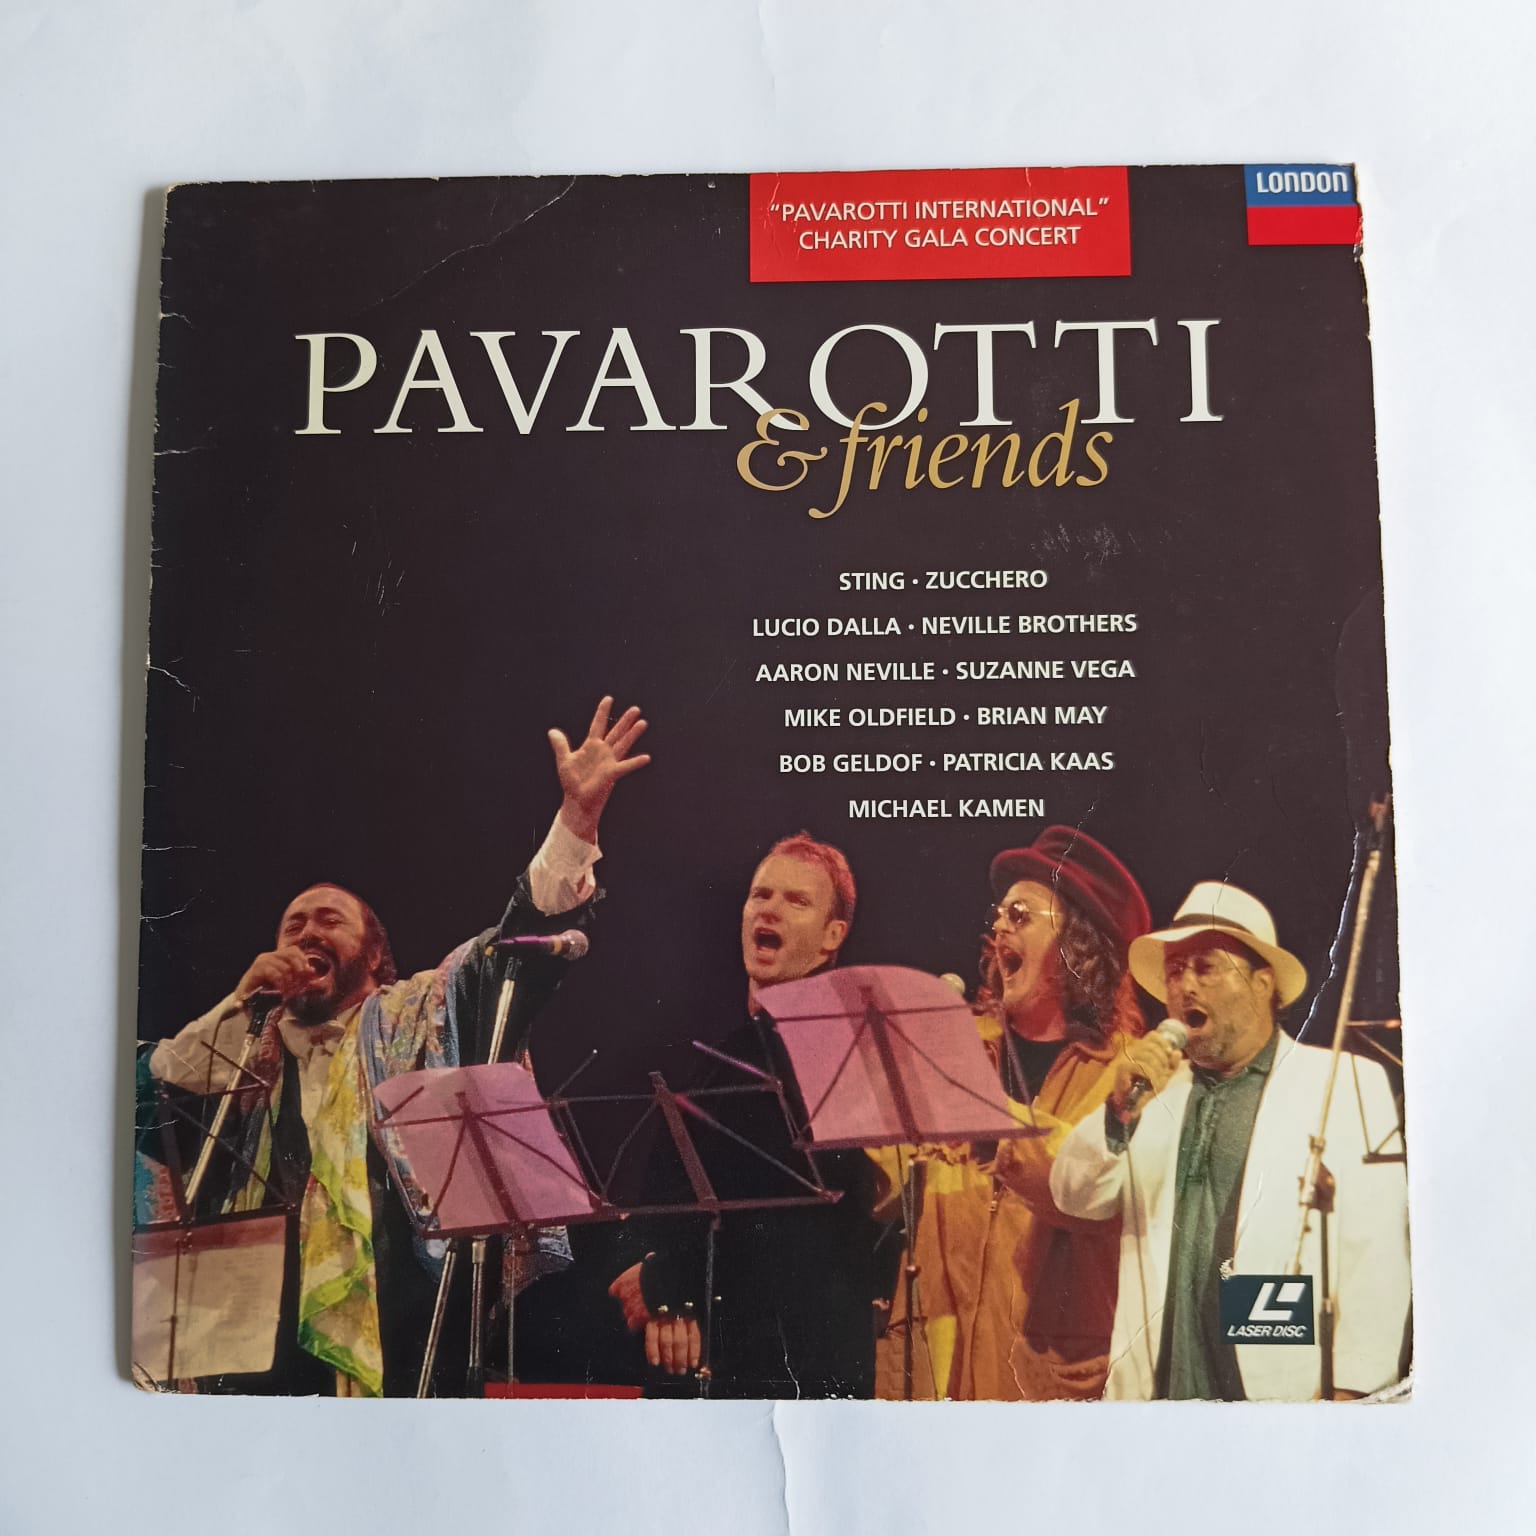 "PAVAROTTI INTERNATIONAL"
CHARITY GALA CONCERT
LONDON
PAVAROTTI
& friends
STING • ZUCCHERO
LUCIO DALLA • NEVILLE BROTHERS
AARON NEVILLE • SUZANNE VEGA
MIKE OLDFIELD • BRIAN MAY
BOB GELDOF • PATRICIA KAAS
MICHAEL KAMEN
LASER DISC